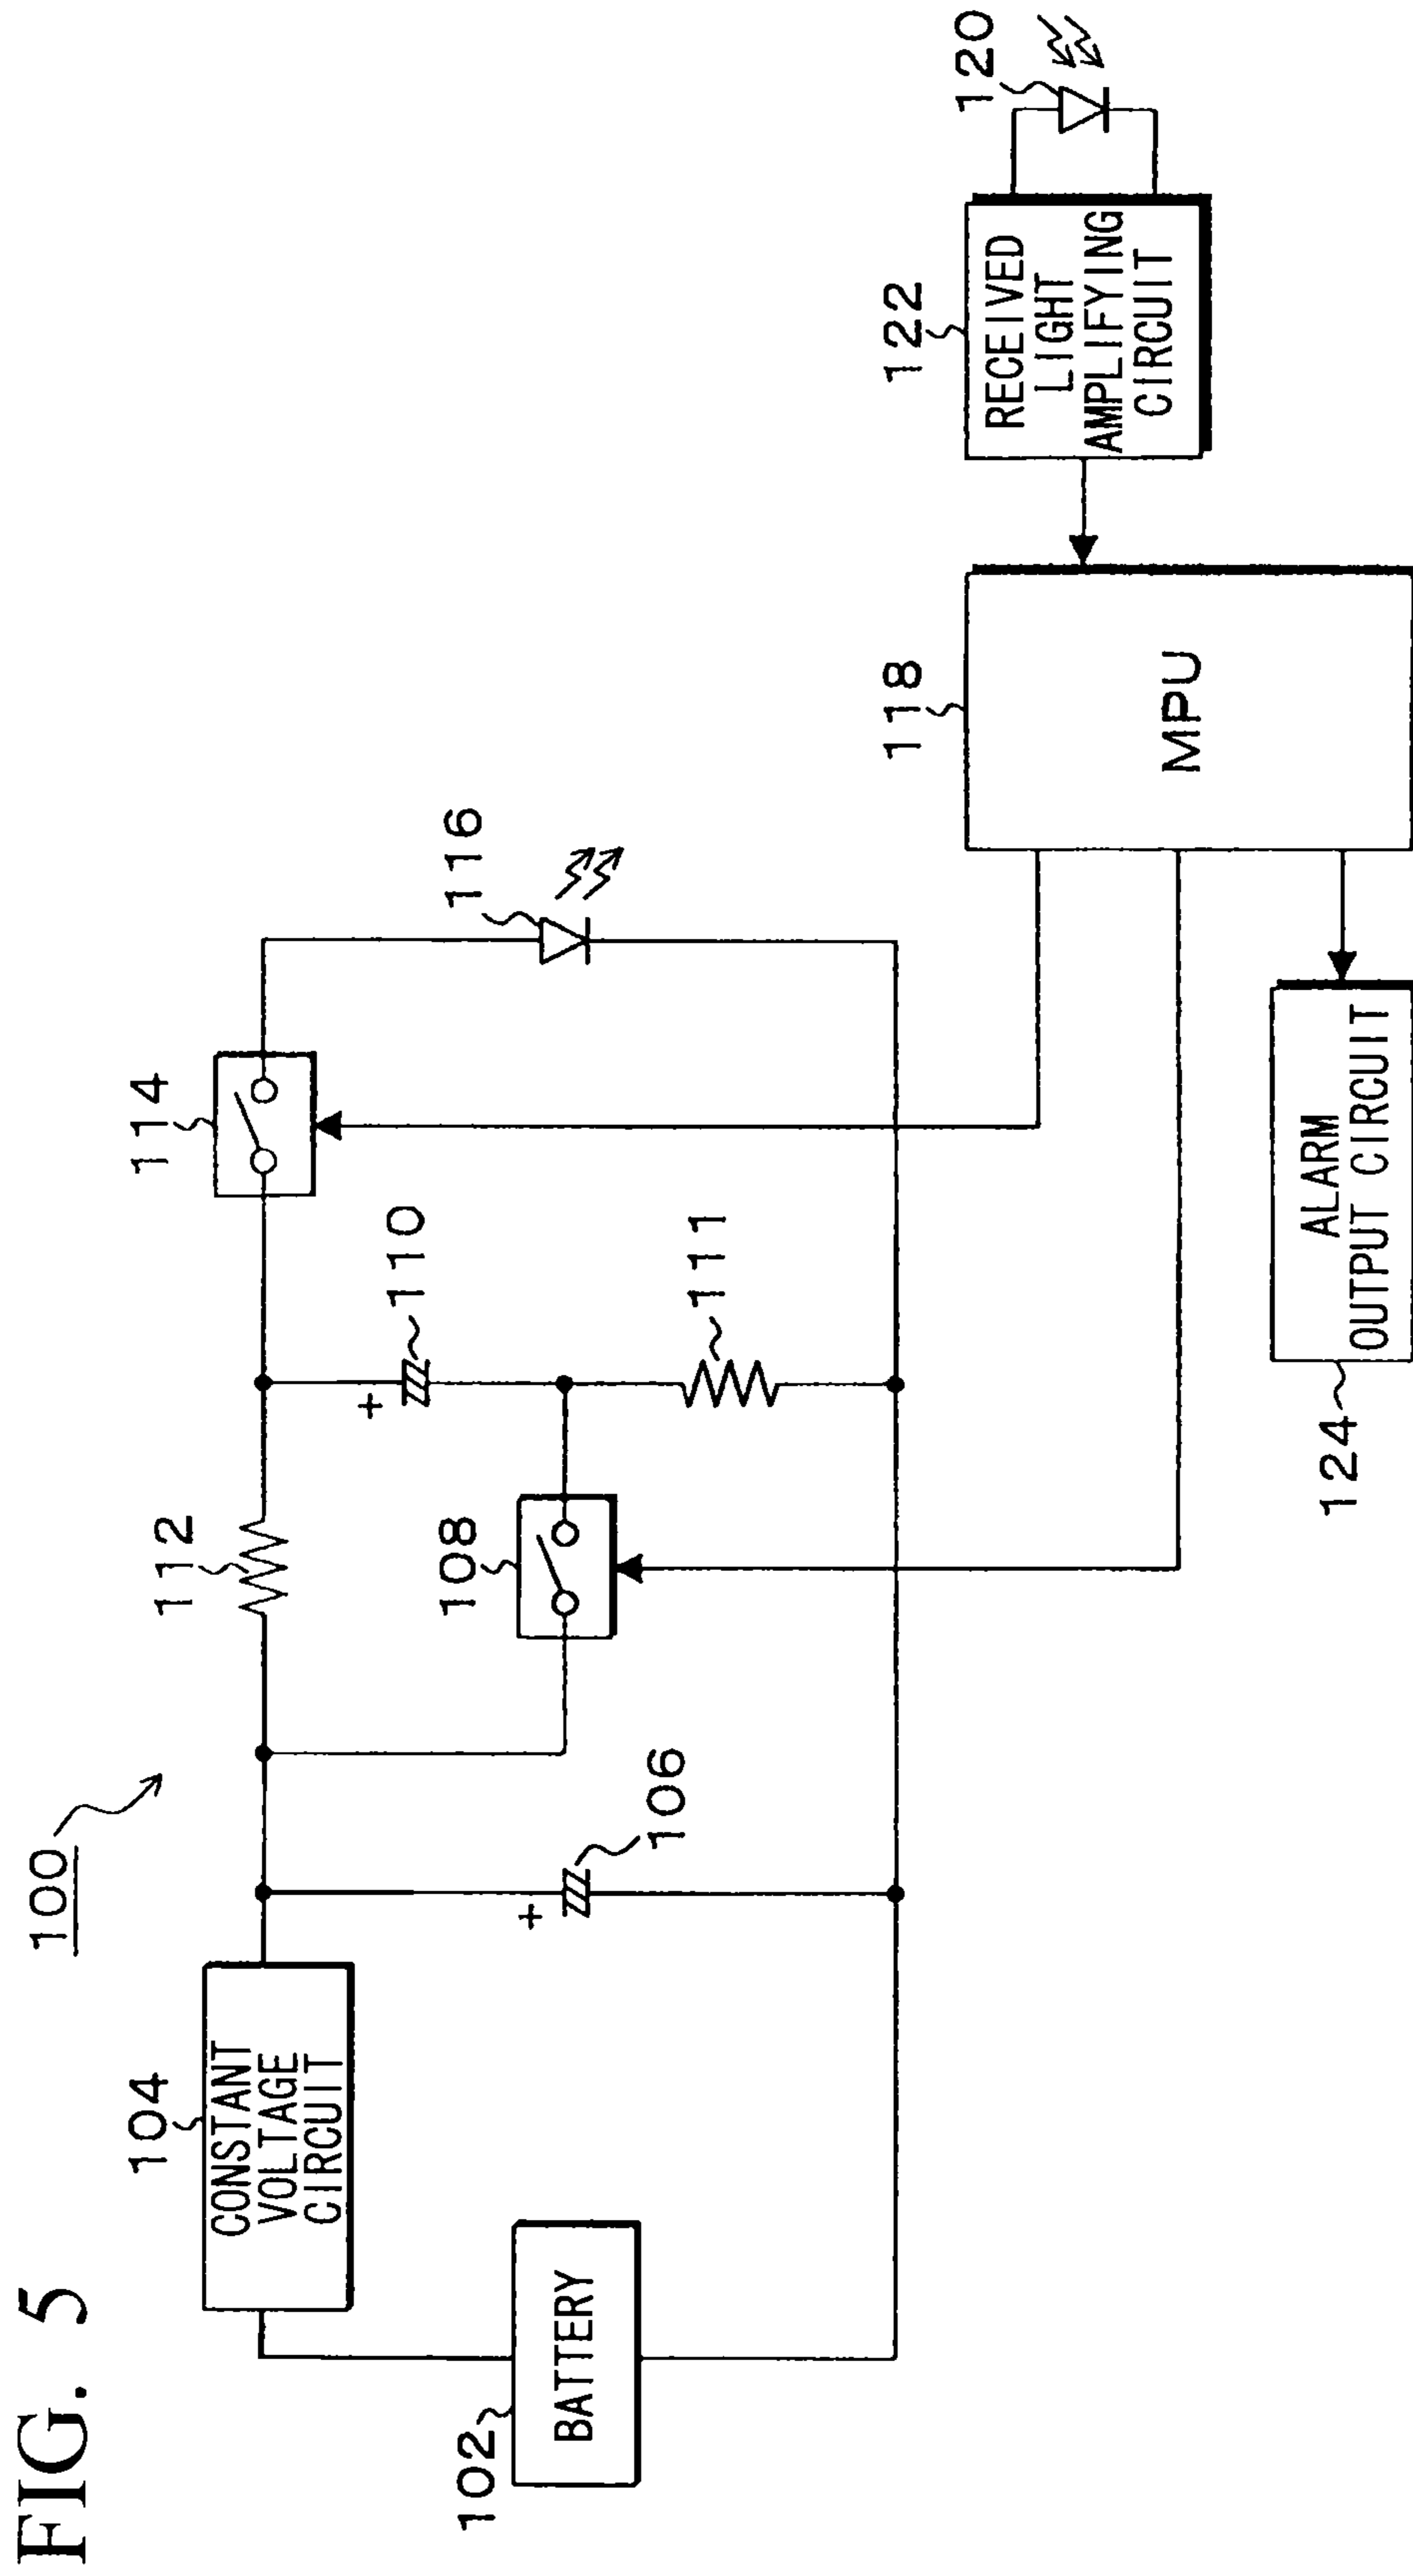 FIG. 5
100
102
BATTERY
104
CONSTANT
VOLTAGE
CIRCUIT
+
106
112
108
+
110
111
114
116
118
MPU
120
122
RECEIVED
LIGHT
AMPLIFYING
CIRCUIT
124
ALARM
OUTPUT CIRCUIT